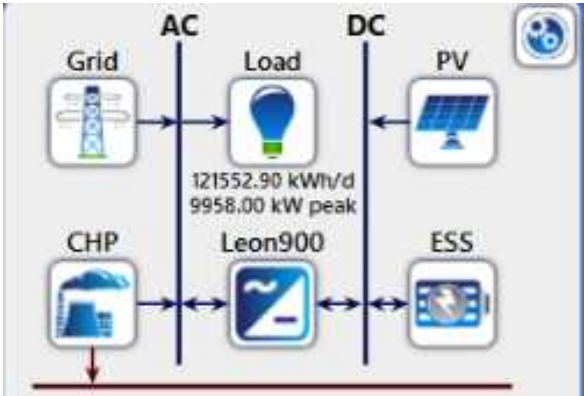 AC DC
Grid Load PV
121552.90 kWh/d
9958.00 kW peak
CHP Leon900 ESS